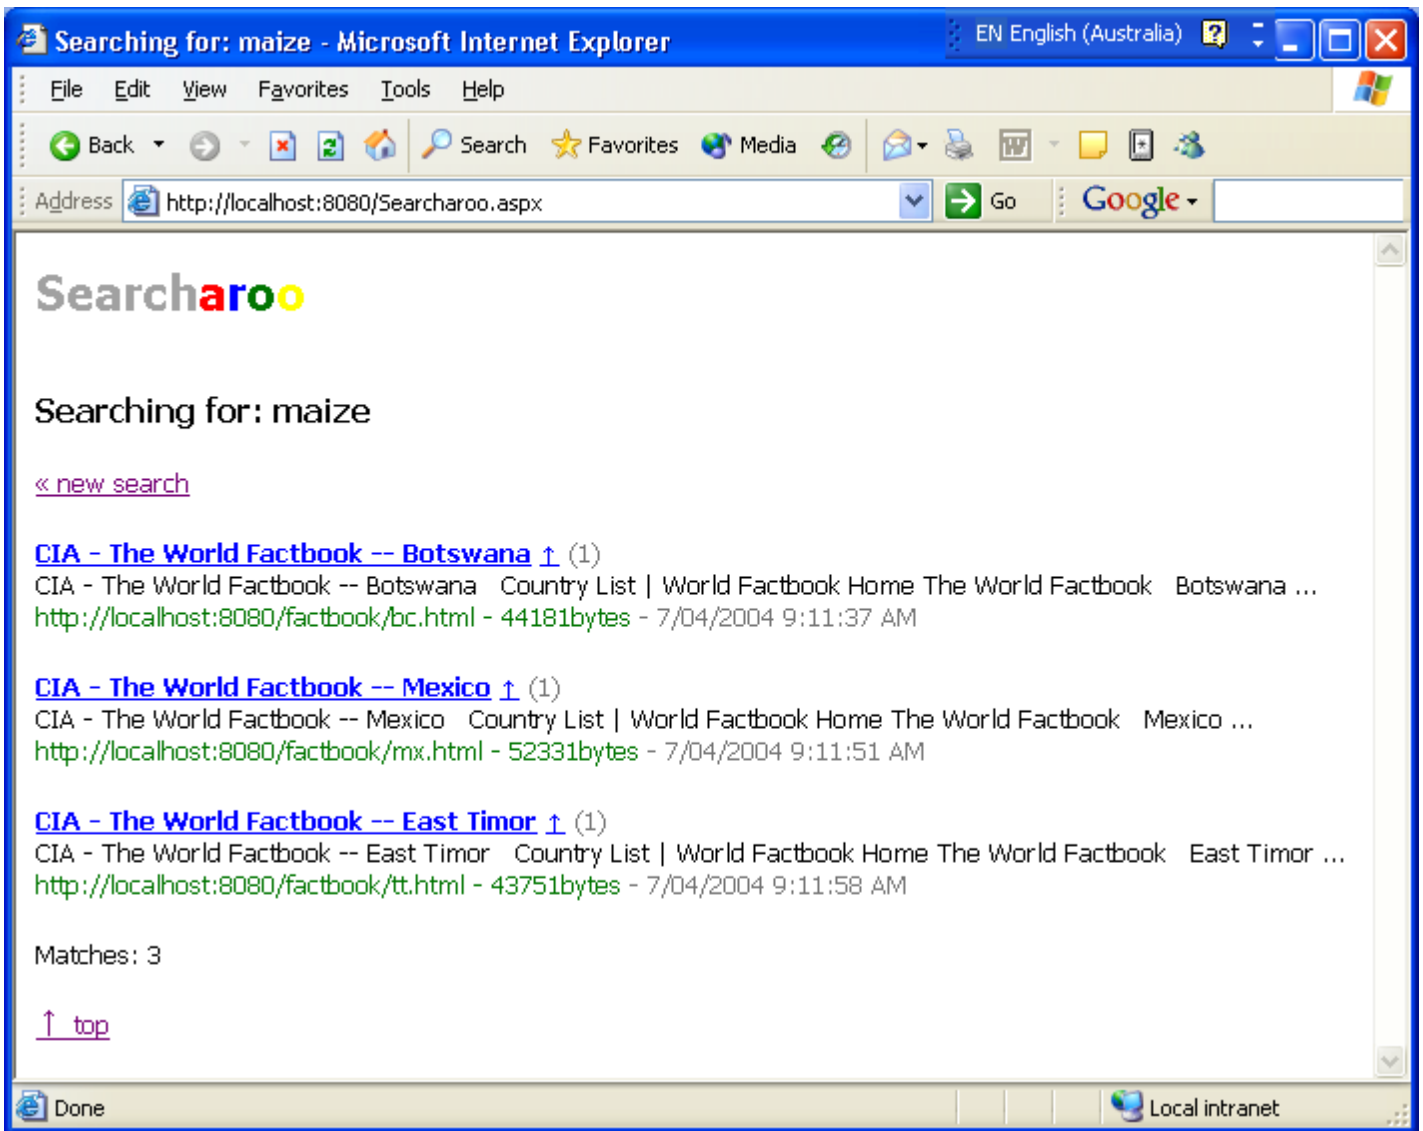 Searching for: maize - Microsoft Internet Explorer EN English (Australia)
File Edit View Favorites Tools Help
Back Search Favorites Media
Address http://localhost:8080/Searcharoo.aspx Go Google
Searcharoo
Searching for: maize
« new search
CIA - The World Factbook -- Botswana ↑ (1)
CIA - The World Factbook -- Botswana Country List | World Factbook Home The World Factbook Botswana ...
http://localhost:8080/factbook/bc.html - 44181bytes - 7/04/2004 9:11:37 AM
CIA - The World Factbook -- Mexico ↑ (1)
CIA - The World Factbook -- Mexico Country List | World Factbook Home The World Factbook Mexico ...
http://localhost:8080/factbook/mx.html - 52331bytes - 7/04/2004 9:11:51 AM
CIA - The World Factbook -- East Timor ↑ (1)
CIA - The World Factbook -- East Timor Country List | World Factbook Home The World Factbook East Timor ...
http://localhost:8080/factbook/tt.html - 43751bytes - 7/04/2004 9:11:58 AM
Matches: 3
↑ top
Done Local intranet